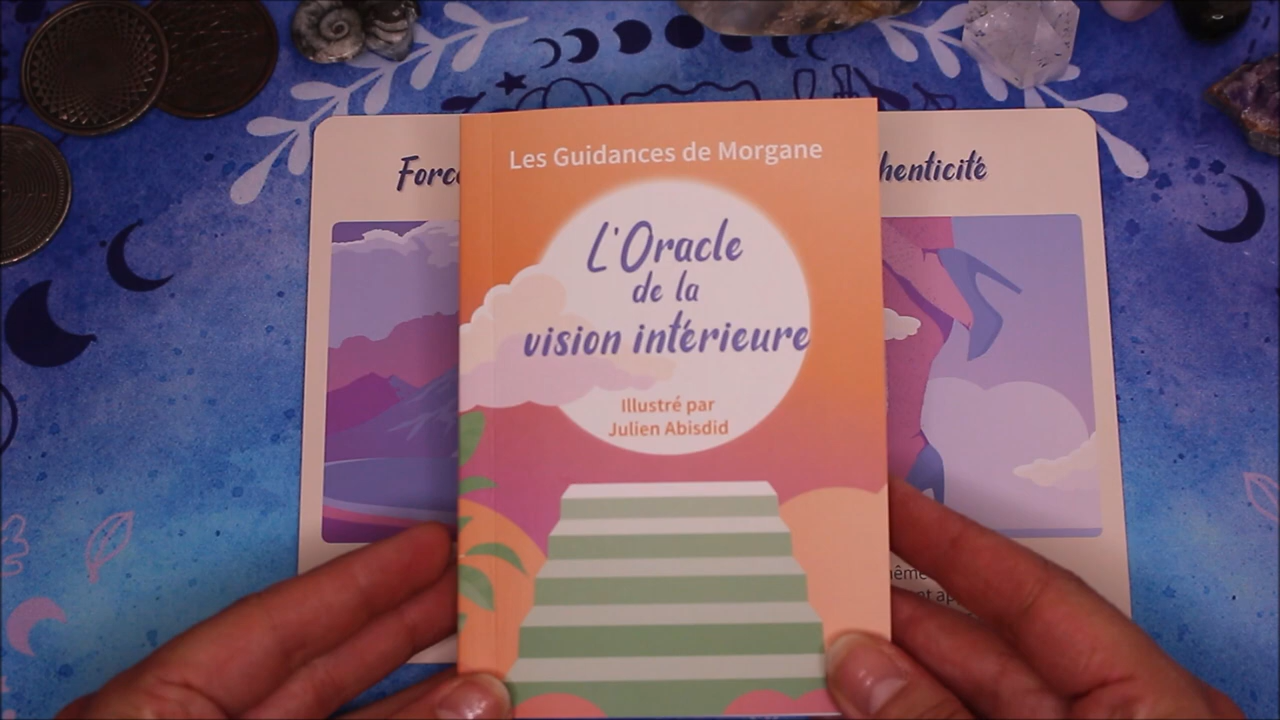 Les Guidances de Morgane
L'Oracle
de la
vision intérieure
Illustré par
Julien Abisdid